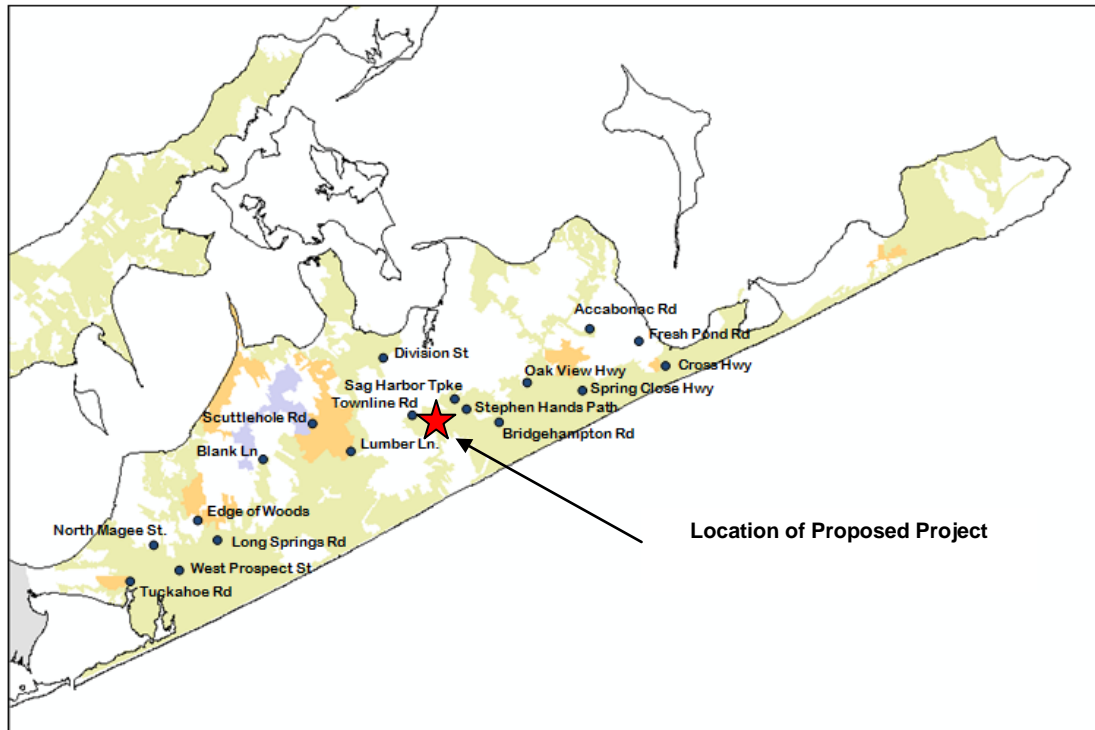 Accabonac Rd
Fresh Pond Rd
Division St
Cross Hwy
Oak View Hwy
Sag Harbor Tpke
Spring Close Hwy
Townline Rd
Stephen Hands Path
Scuttlehole Rd
Bridgehampton Rd
Lumber Ln.
Blank Ln
Edge of Woods
North Magee St.
Long Springs Rd
Location of Proposed Project
West Prospect St
Tuckahoe Rd